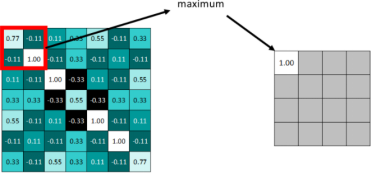 maximum
0.77 -0.11 0.11 0.33 0.55 -0.11 0.33
-0.11 1.00 -0.11 0.33 -0.11 0.11 -0.11
0.11 -0.11 1.00 -0.33 0.11 -0.11 0.55
0.33 0.33 -0.33 0.55 -0.33 0.33 0.33
0.55 -0.11 0.11 -0.33 1.00 -0.11 0.11
-0.11 0.11 -0.11 0.33 -0.11 1.00 -0.11
0.33 -0.11 0.55 0.33 0.11 -0.11 0.77
1.00